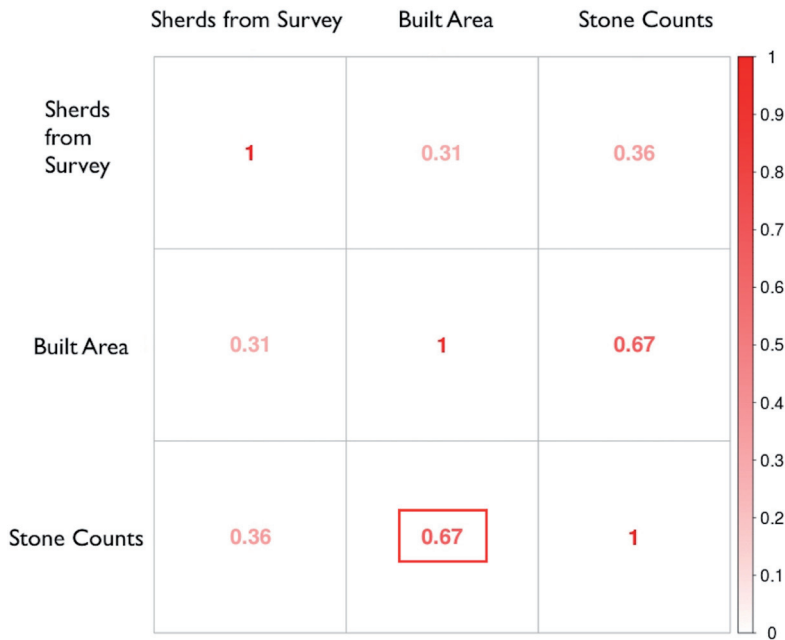 Sherds from Survey Built Area Stone Counts
1
0.9
Sherds
from
Survey
1 0.31 0.36
0.8
0.7
0.6
Built Area 0.31 1 0.67
0.5
0.4
0.3
Stone Counts 0.36 0.67 1
0.2
0.1
0